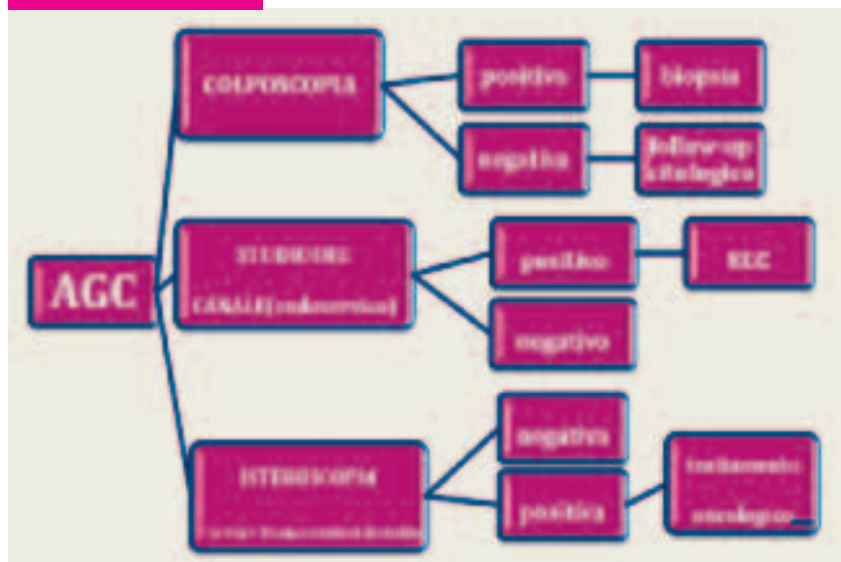 COLPOSCOPIA
positiva
biopsia
negativa
follow-up
citologico
AGC
STUDIO DEL
CANALE(endocervice)
positivo
negativo
ISTEROSCOPIA
negativa
positiva
trattamento
oncologico